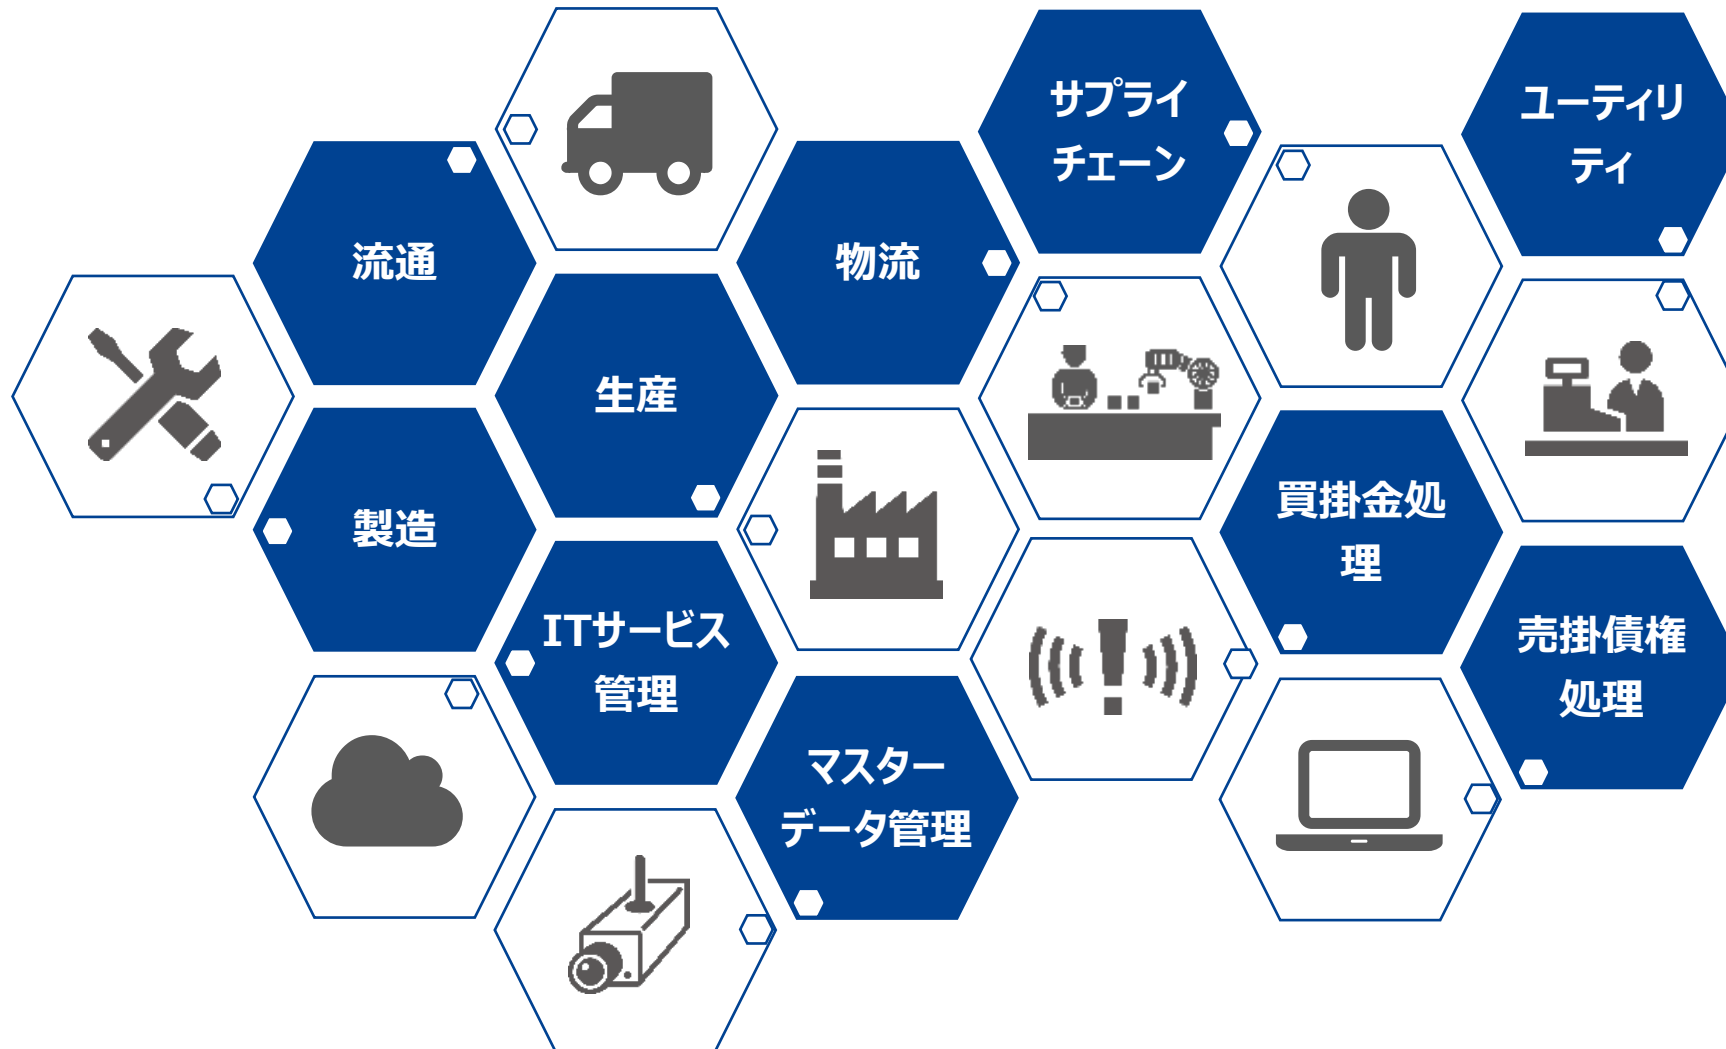 サプライ
チェーン
ユーティリ
ティ
流通
物流
生産
製造
買掛金処
理
ITサービス
管理
売掛債権
処理
マスター
データ管理